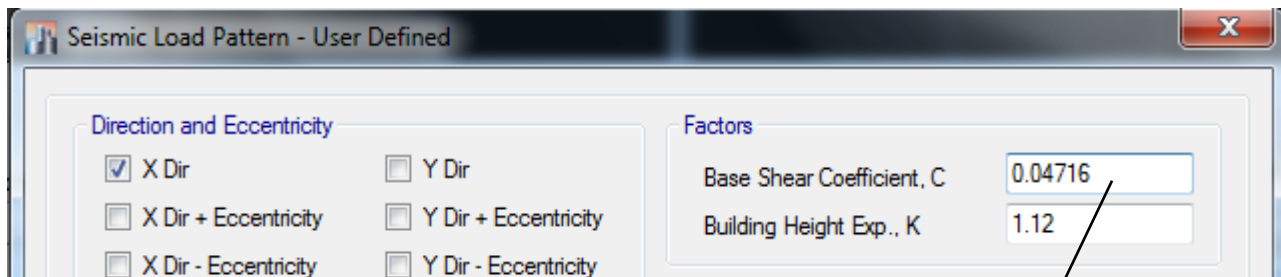 Seismic Load Pattern - User Defined
Direction and Eccentricity
X Dir
Y Dir
X Dir + Eccentricity
Y Dir + Eccentricity
X Dir - Eccentricity
Y Dir - Eccentricity
Factors
Base Shear Coefficient, C
0.04716
Building Height Exp., K
1.12